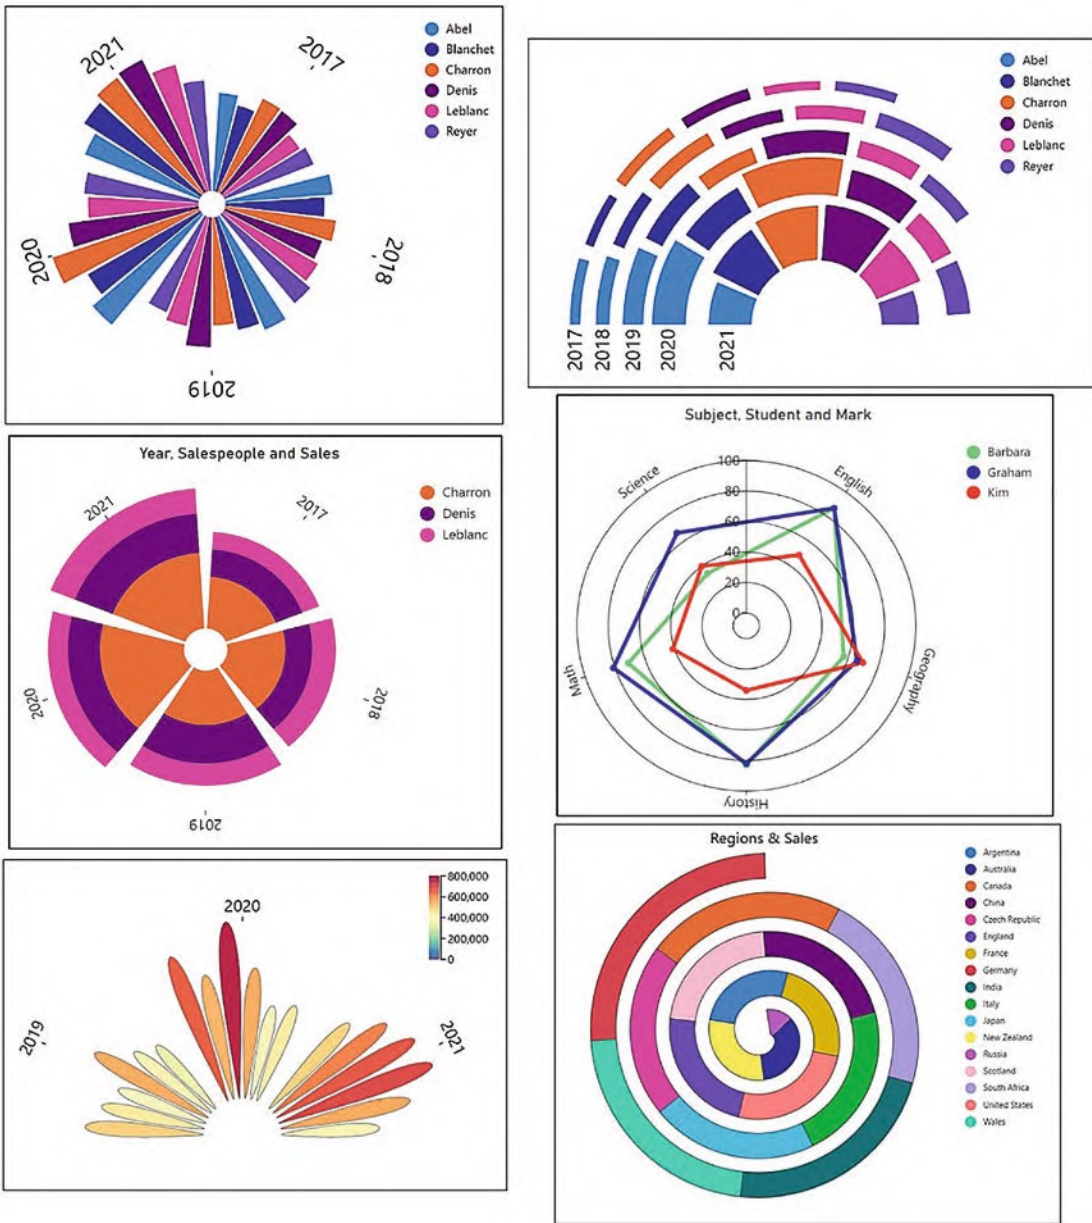 Abel
Blanchet
Charron
Denis
Leblanc
Reyer
2021
2017
2020
2018
2019
Abel
Blanchet
Charron
Denis
Leblanc
Reyer
2017
2018
2019
2020
2021
Year, Salespeople and Sales
Charron
Denis
Leblanc
2021
2017
2020
2018
2019
Subject, Student and Mark
Barbara
Graham
Kim
100
80
60
40
20
0
Science
English
Math
Geography
History
800,000
600,000
400,000
200,000
0
2020
2019
2021
Regions & Sales
Argentina
Australia
Canada
China
Czech Republic
England
France
Germany
India
Italy
Japan
New Zealand
Russia
Scotland
South Africa
United States
Wales